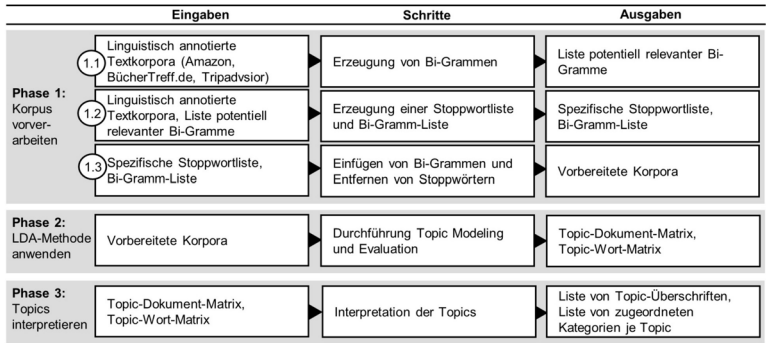 Eingaben
Schritte
Ausgaben
Phase 1:
Korpus
vorver-
arbeiten
1.1
Linguistisch annotierte
Textkorpora (Amazon,
BücherTreff.de, Tripadvsior)
Erzeugung von Bi-Grammen
Liste potentiell relevanter Bi-
Gramme
1.2
Linguistisch annotierte
Textkorpora, Liste potentiell
relevanter Bi-Gramme
Erzeugung einer Stoppwortliste
und Bi-Gramm-Liste
Spezifische Stoppwortliste,
Bi-Gramm-Liste
1.3
Spezifische Stoppwortliste,
Bi-Gramm-Liste
Einfügen von Bi-Grammen und
Entfernen von Stoppwörtern
Vorbereitete Korpora
Phase 2:
LDA-Methode
anwenden
Vorbereitete Korpora
Durchführung Topic Modeling
und Evaluation
Topic-Dokument-Matrix,
Topic-Wort-Matrix
Phase 3:
Topics
interpretieren
Topic-Dokument-Matrix,
Topic-Wort-Matrix
Interpretation der Topics
Liste von Topic-Überschriften,
Liste von zugeordneten
Kategorien je Topic